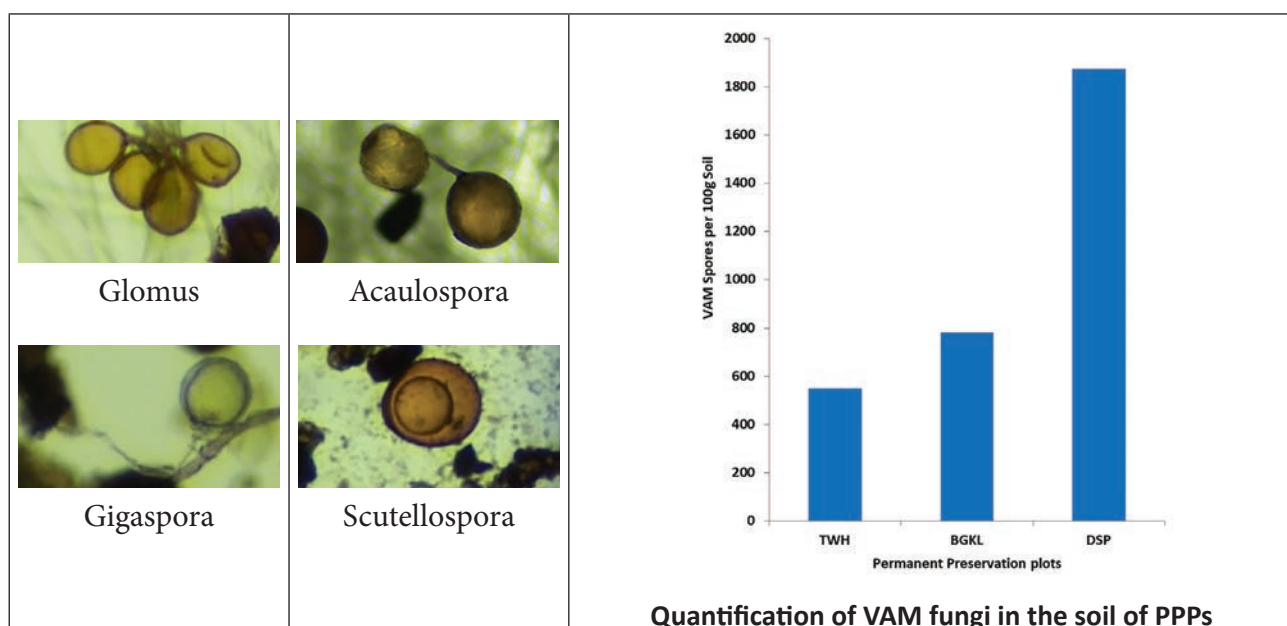 Glomus
Acaulospora
Gigaspora
Scutellospora
VAM Spores per 100g Soil
2000
1800
1600
1400
1200
1000
800
600
400
200
0
TWH BGKL DSP
Permanent Preservation plots
Quantification of VAM fungi in the soil of PPPs